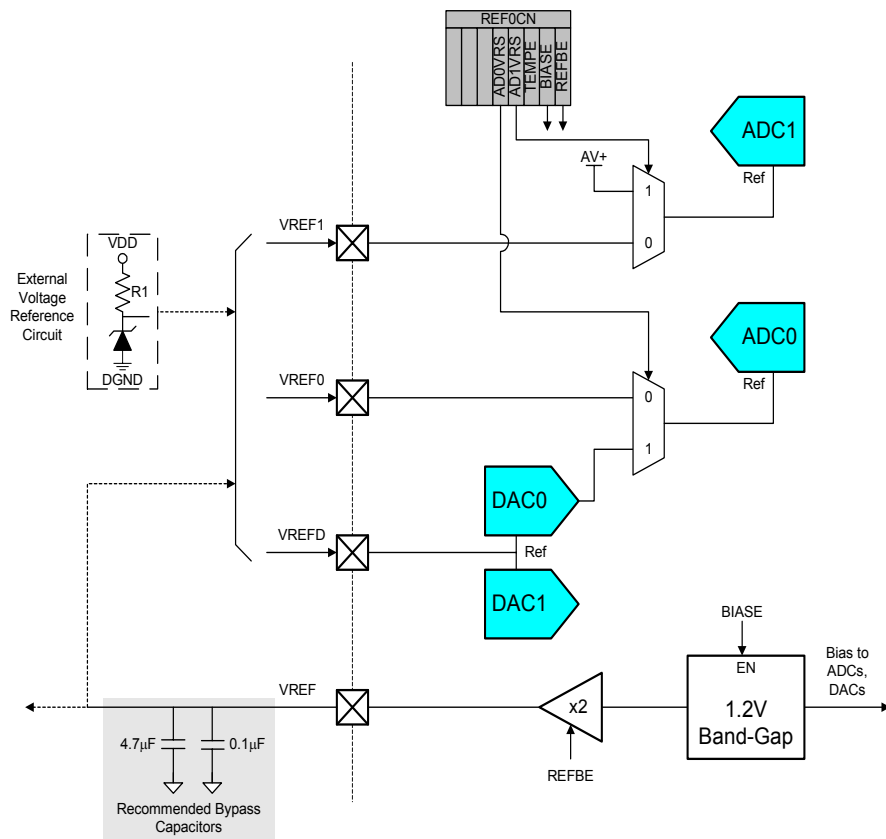 REF0CN
AD0VRS
AD1VRS
TEMPE
BIASE
REFBE
ADC1
Ref
AV+
1
0
VREF1
External
Voltage
Reference
Circuit
VDD
R1
DGND
ADC0
Ref
VREF0
0
1
DAC0
VREFD
Ref
DAC1
BIASE
EN
1.2V
Band-Gap
Bias to
ADCs,
DACs
VREF
x2
REFBE
4.7μF
0.1μF
Recommended Bypass
Capacitors